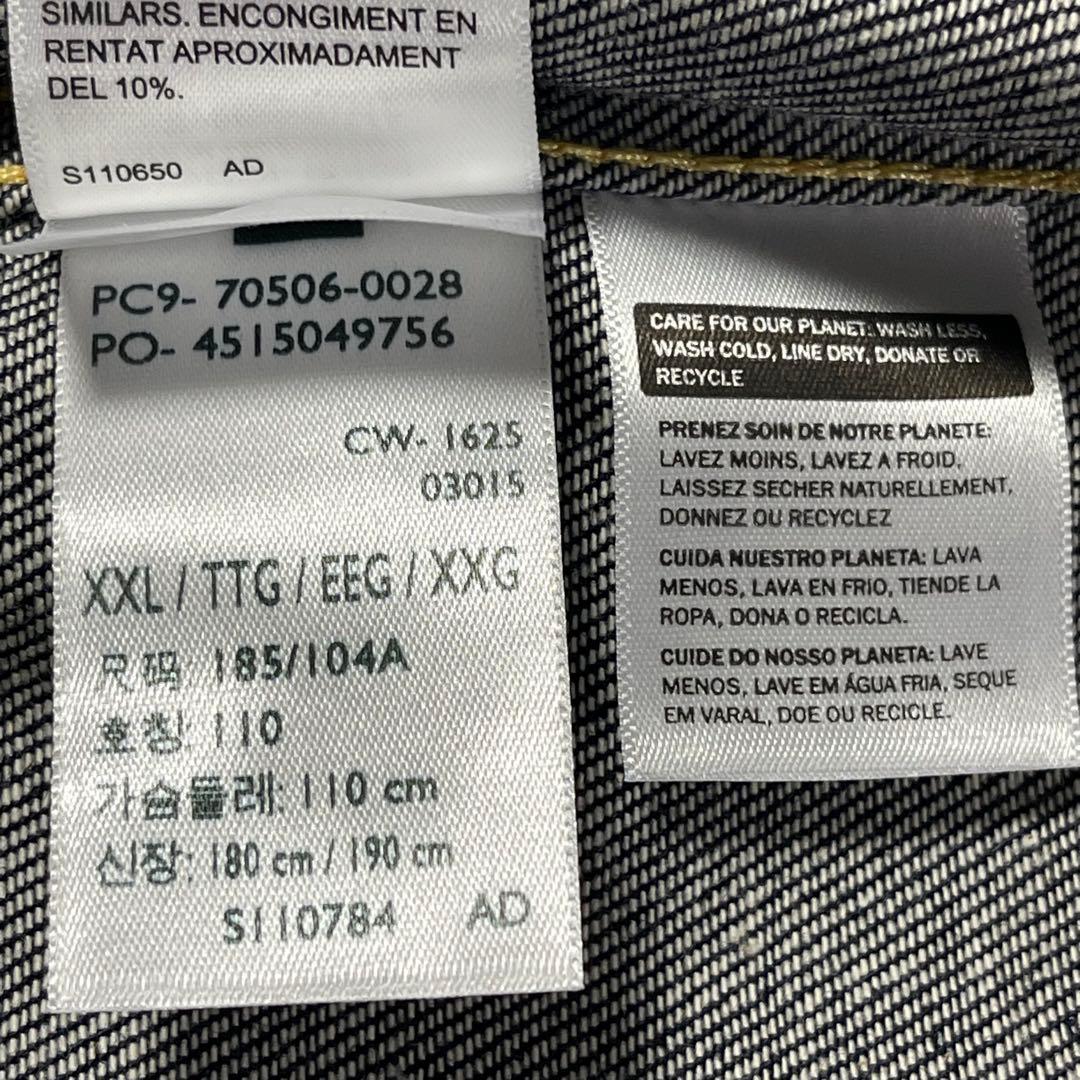 SIMILARS. ENCONGIMENT EN
RENTAT APROXIMADAMENT
DEL 10%.
S110650 AD
PC9- 70506-0028
PO- 4515049756
CW- 1625
03015
XXL / TTG / EEG / XXG
尺码 185/104A
호칭: 110
가슴둘레: 110 cm
신장: 180 cm / 190 cm
S110784 AD
CARE FOR OUR PLANET: WASH LESS,
WASH COLD, LINE DRY, DONATE OR
RECYCLE
PRENEZ SOIN DE NOTRE PLANETE:
LAVEZ MOINS, LAVEZ A FROID,
LAISSEZ SECHER NATURELLEMENT,
DONNEZ OU RECYCLEZ
CUIDA NUESTRO PLANETA: LAVA
MENOS, LAVA EN FRIO, TIENDE LA
ROPA, DONA O RECICLA.
CUIDE DO NOSSO PLANETA: LAVE
MENOS, LAVE EM ÁGUA FRIA, SEQUE
EM VARAL, DOE OU RECICLE.